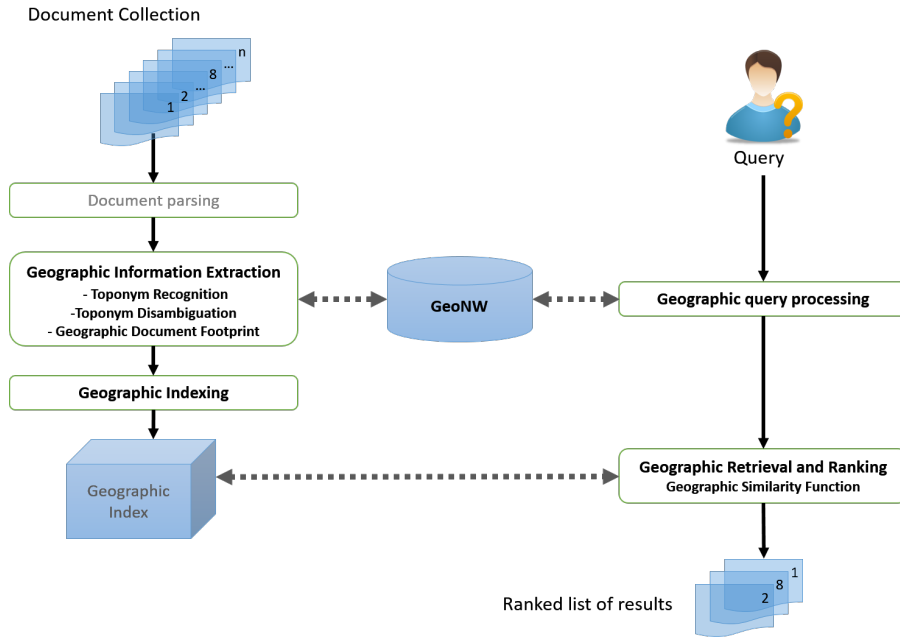 Document Collection
n
...
8
...
2
1
Document parsing
Geographic Information Extraction
- Toponym Recognition
-Toponym Disambiguation
- Geographic Document Footprint
Geographic Indexing
Geographic
Index
GeoNW
Query
Geographic query processing
Geographic Retrieval and Ranking
Geographic Similarity Function
Ranked list of results
1
8
2